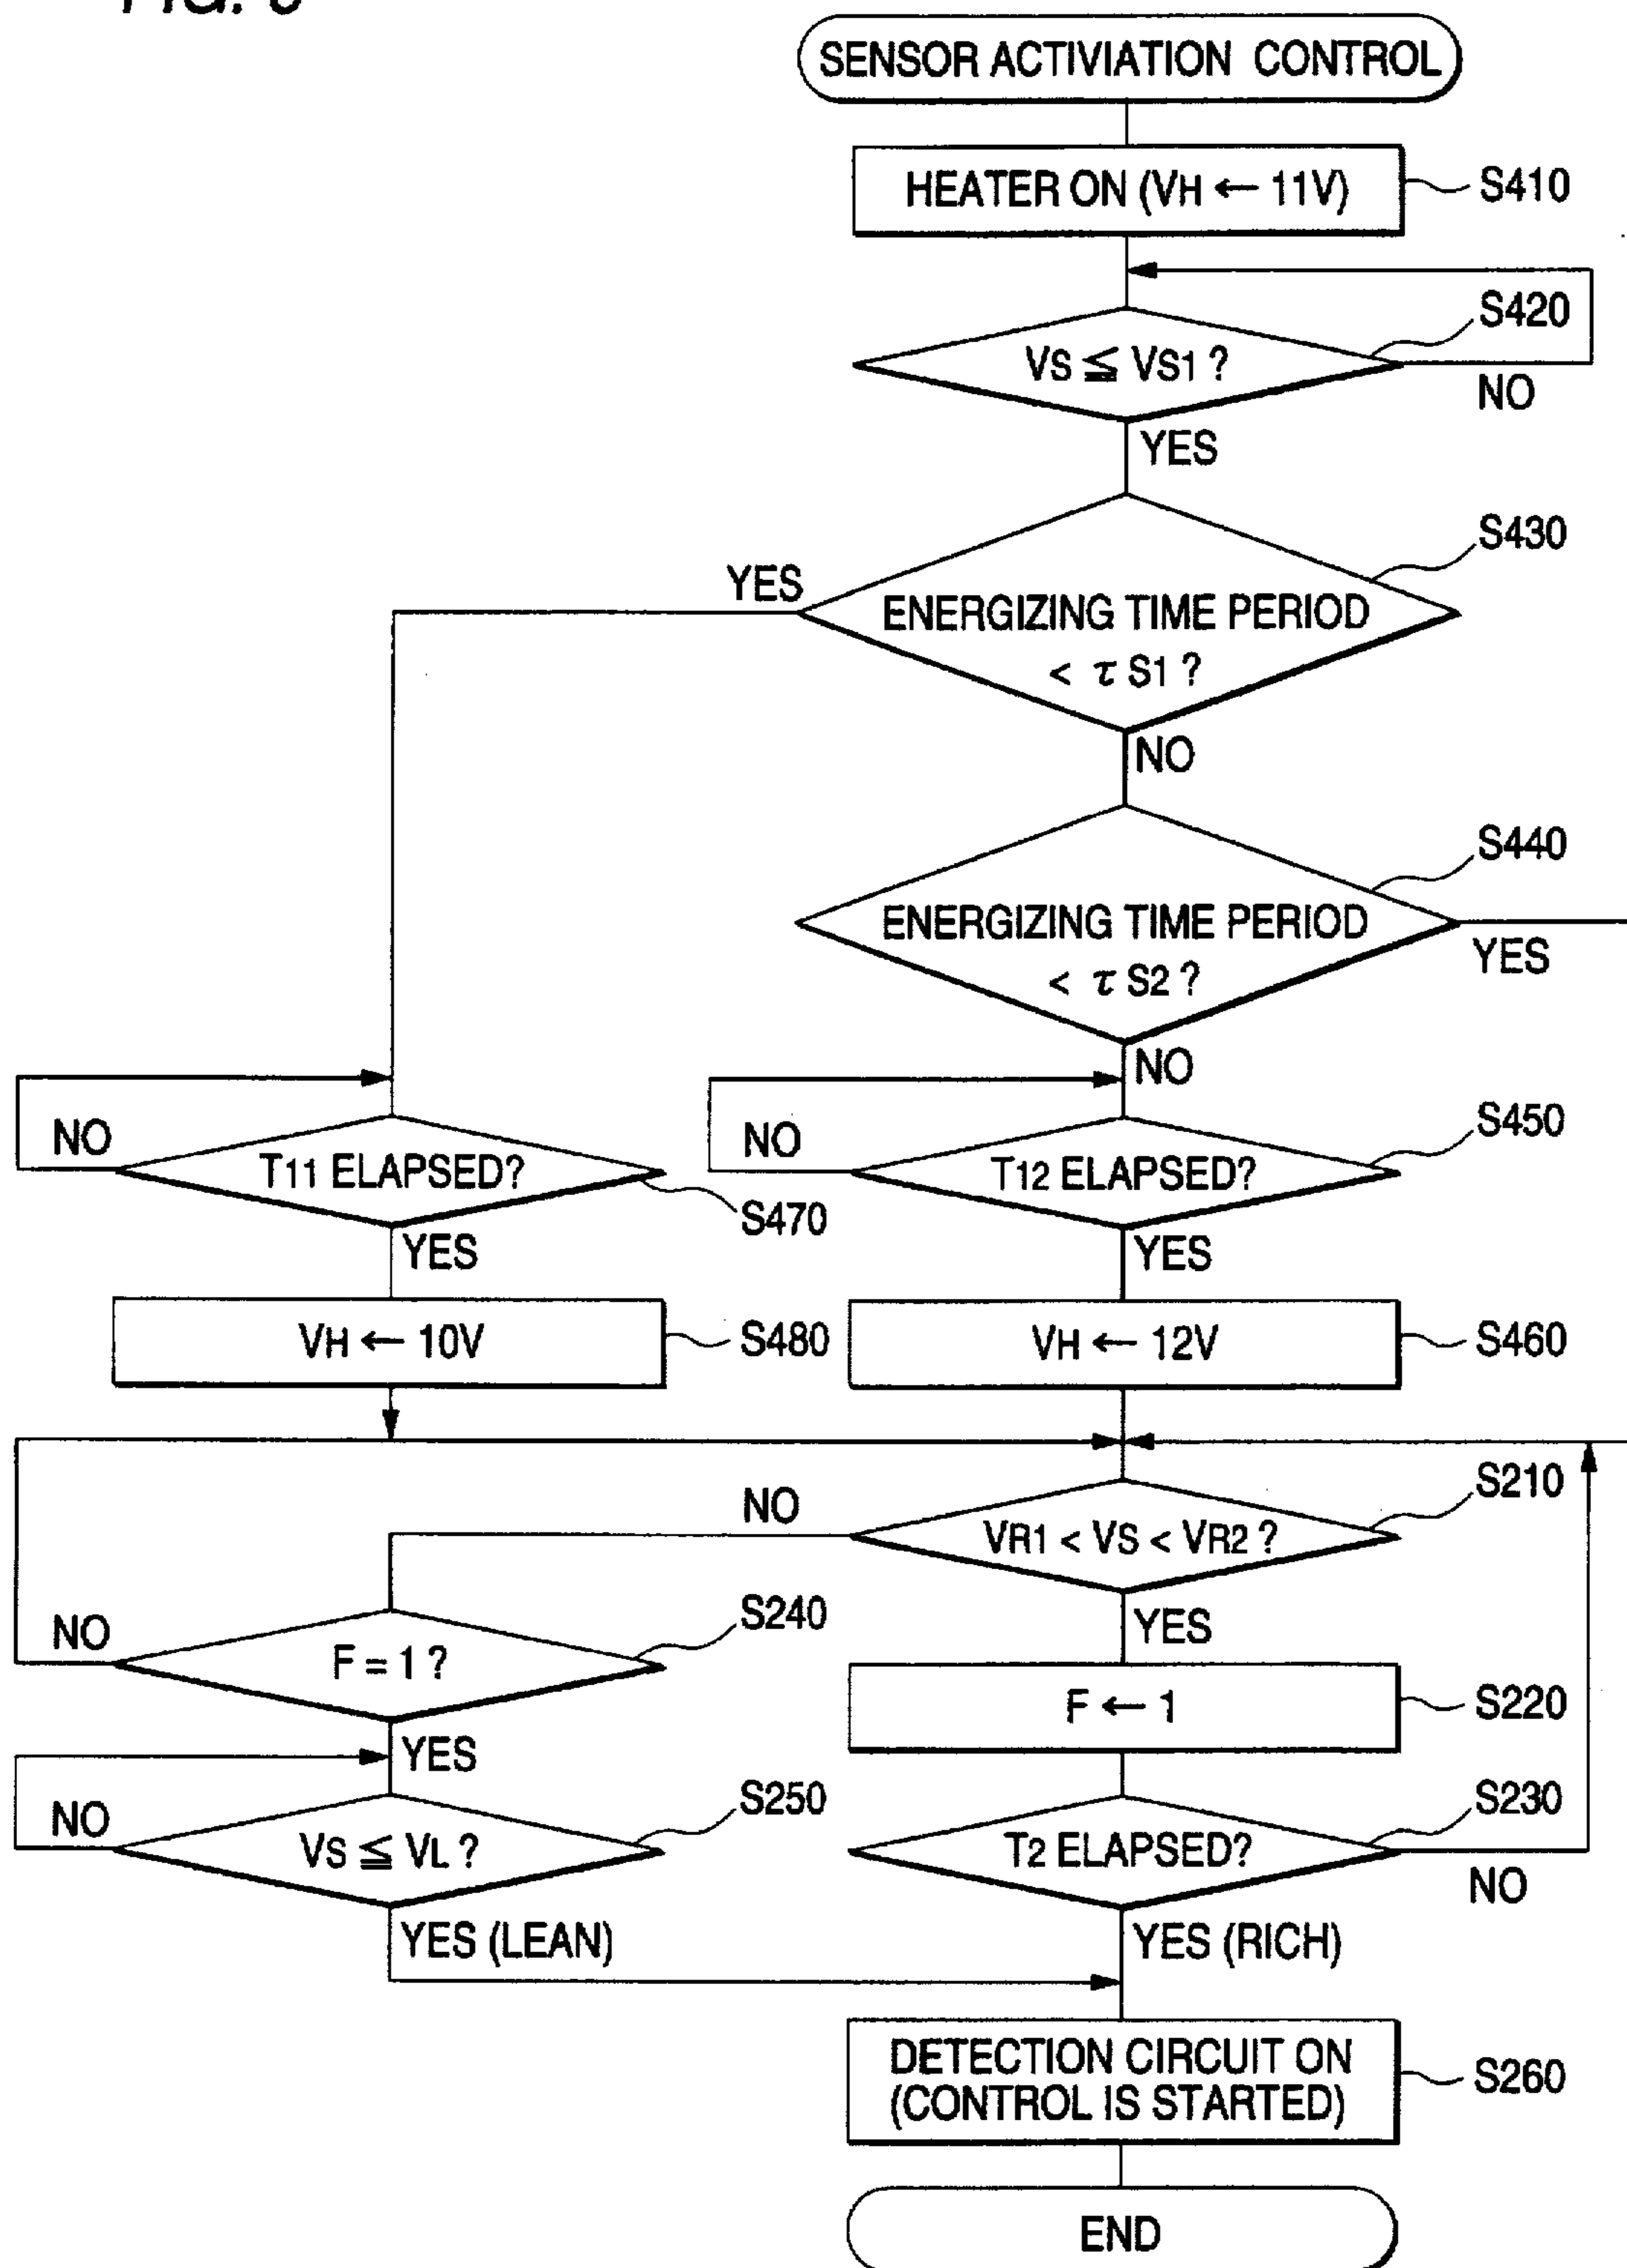 SENSOR ACTIVIATION CONTROL
HEATER ON (VH ← 11V)
S410
S420
VS ≦ VS1 ?
NO
YES
S430
YES
ENERGIZING TIME PERIOD
< τ S1 ?
NO
S440
ENERGIZING TIME PERIOD
< τ S2 ?
YES
NO
NO
T11 ELAPSED?
S470
YES
NO
T12 ELAPSED?
S450
YES
VH ← 10V
S480
VH ← 12V
S460
NO
VR1 < VS < VR2 ?
S210
YES
NO
F = 1 ?
S240
YES
F ← 1
S220
NO
VS ≦ VL ?
S250
T2 ELAPSED?
S230
NO
YES (LEAN)
YES (RICH)
DETECTION CIRCUIT ON
(CONTROL IS STARTED)
S260
END